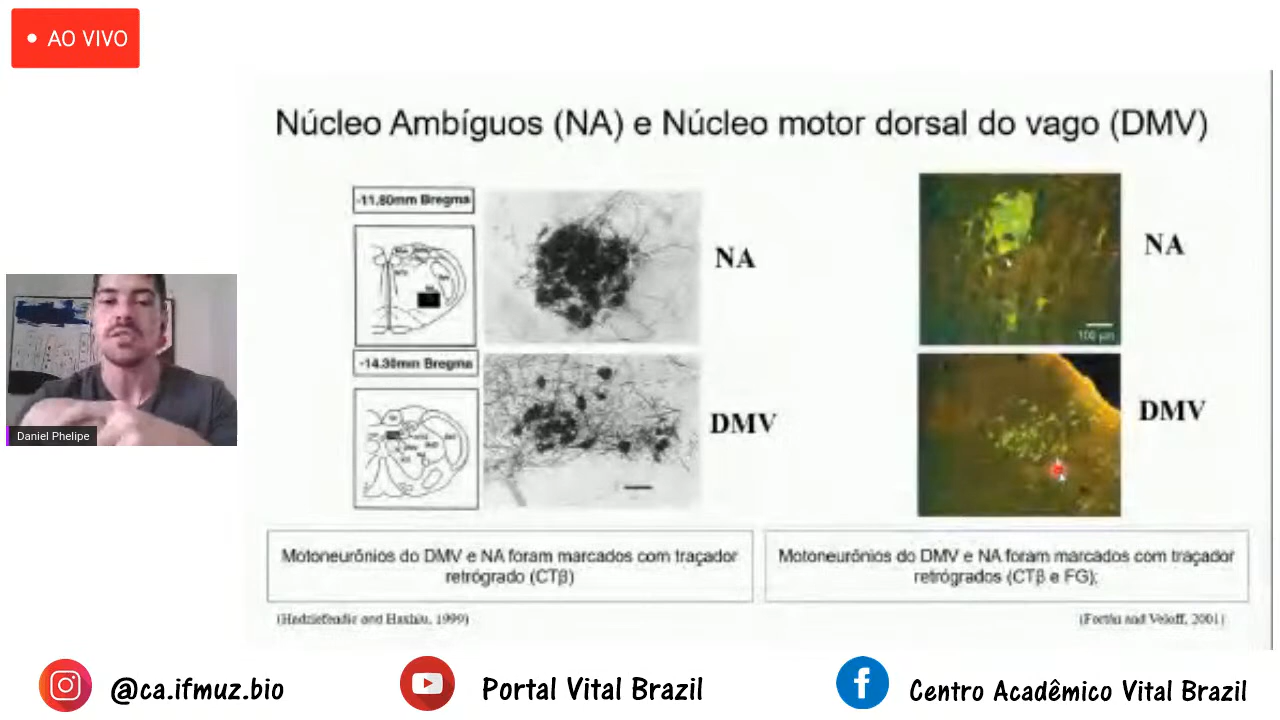 AO VIVO
Núcleo Ambíguos (NA) e Núcleo motor dorsal do vago (DMV)
-11.80mm Bregma
NA
NA
100 µm
-14.30mm Bregma
DMV
DMV
Daniel Phelipe
Motoneurônios do DMV e NA foram marcados com traçador
retrógrado (CTβ)
Motoneurônios do DMV e NA foram marcados com traçador
retrógrados (CTβ e FG);
and 1999)
and 2001)
@ca.ifmuz.bio
Portal Vital Brazil
Centro Acadêmico Vital Brazil